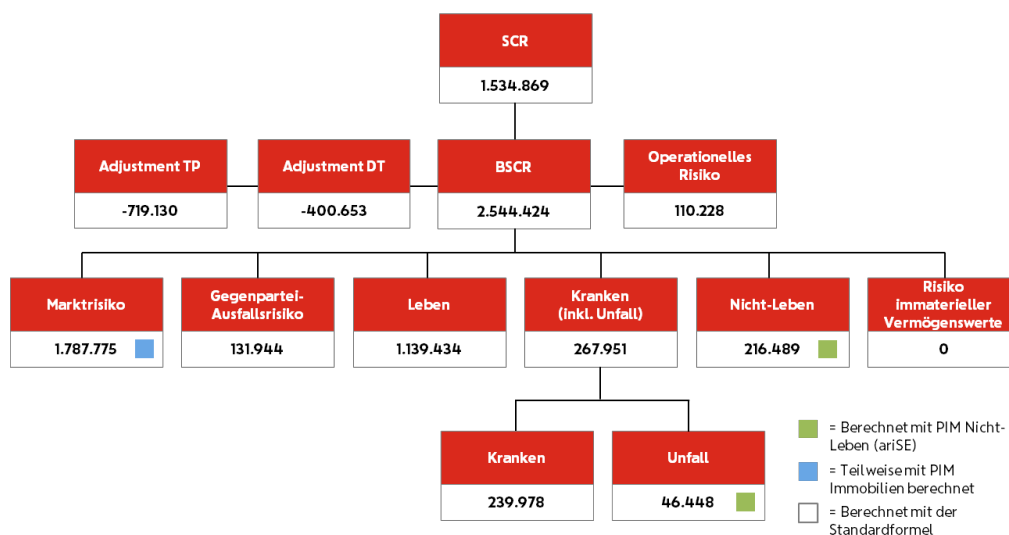 SCR
1.534.869
Adjustment TP
-719.130
Adjustment DT
-400.653
BSCR
2.544.424
Operationelles
Risiko
110.228
Marktrisiko
1.787.775
Gegenpartei-
Ausfallsrisiko
131.944
Leben
1.139.434
Kranken
(inkl. Unfall)
267.951
Nicht-Leben
216.489
Risiko
immaterieller
Vermögenswerte
0
Kranken
239.978
Unfall
46.448
= Berechnet mit PIM Nicht-
Leben (ariSE)
= Teilweise mit PIM
Immobilien berechnet
= Berechnet mit der
Standardformel